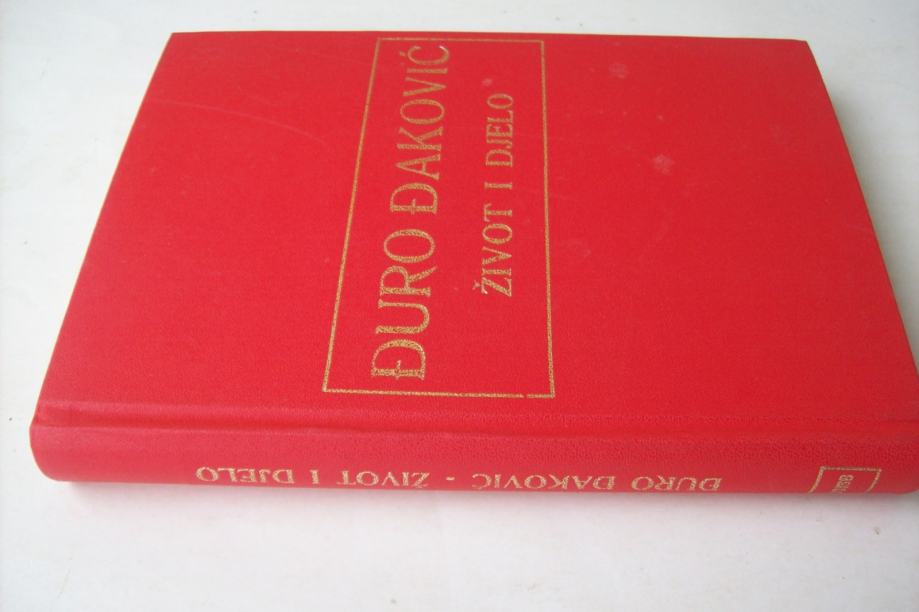 ĐURO ĐAKOVIĆ
ŽIVOT I DJELO
ĐURO ĐAKOVIĆ - ŽIVOT I DJELO